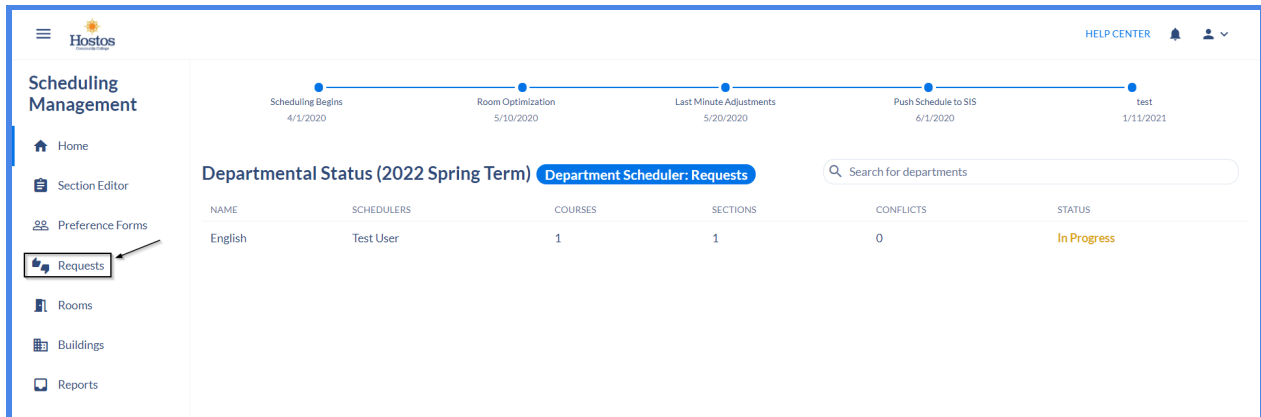 Hostos
Community College
HELP CENTER
Scheduling
Management
Scheduling Begins
4/1/2020
Room Optimization
5/10/2020
Last Minute Adjustments
5/20/2020
Push Schedule to SIS
6/1/2020
test
1/11/2021
Home
Section Editor
Preference Forms
Requests
Rooms
Buildings
Reports
Departmental Status (2022 Spring Term) Department Scheduler: Requests
Search for departments
NAME SCHEDULERS COURSES SECTIONS CONFLICTS STATUS
English Test User 1 1 0 In Progress